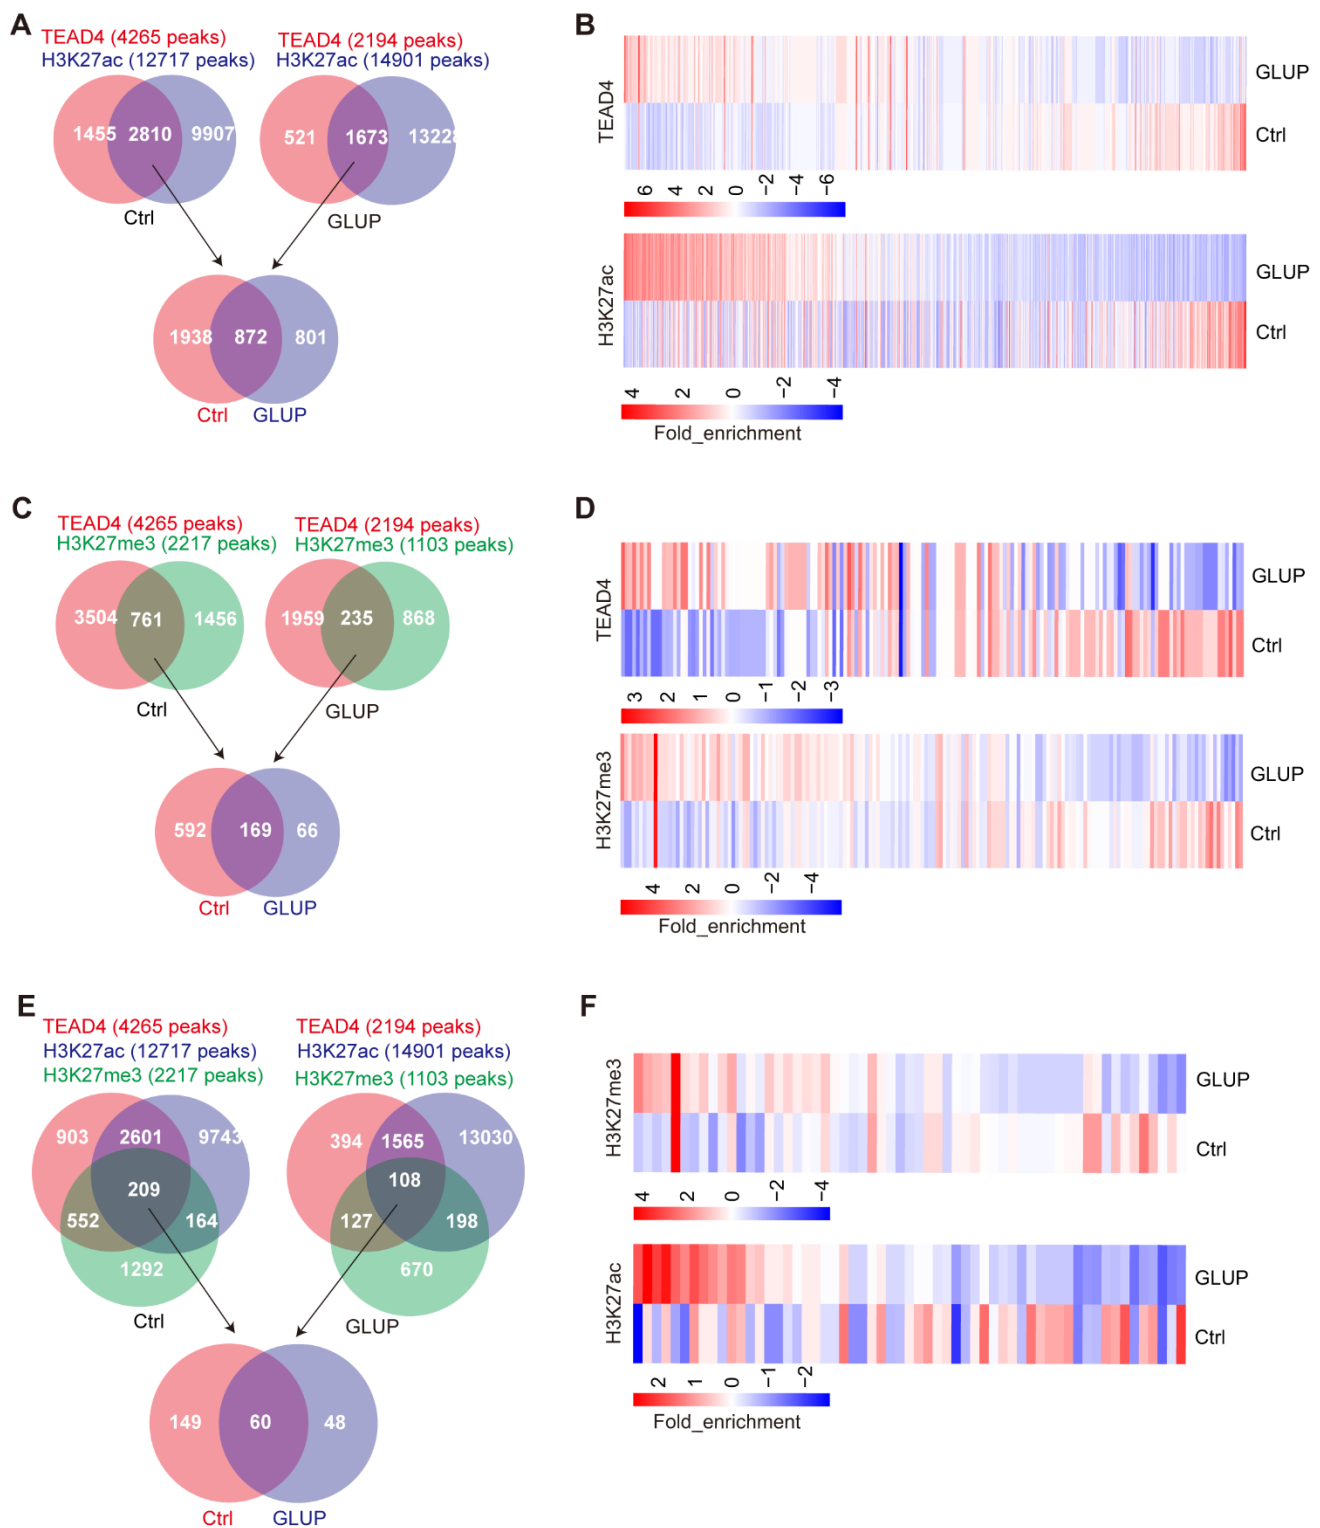 A
TEAD4 (4265 peaks)
H3K27ac (12717 peaks)
TEAD4 (2194 peaks)
H3K27ac (14901 peaks)
1455 2810 9907
521 1673 13228
Ctrl
GLUP
1938 872 801
Ctrl GLUP
B
TEAD4
GLUP
Ctrl
6 4 2 0 −2 −4 −6
H3K27ac
GLUP
Ctrl
4 2 0 −2 −4
Fold_enrichment
C
TEAD4 (4265 peaks)
H3K27me3 (2217 peaks)
TEAD4 (2194 peaks)
H3K27me3 (1103 peaks)
3504 761 1456
1959 235 868
Ctrl
GLUP
592 169 66
Ctrl GLUP
D
TEAD4
GLUP
Ctrl
3 2 1 0 −1 −2 −3
H3K27me3
GLUP
Ctrl
4 2 0 −2 −4
Fold_enrichment
E
TEAD4 (4265 peaks)
H3K27ac (12717 peaks)
H3K27me3 (2217 peaks)
TEAD4 (2194 peaks)
H3K27ac (14901 peaks)
H3K27me3 (1103 peaks)
903 2601 9743
209
552 164
1292
Ctrl
394 1565 13030
108
127 198
670
GLUP
149 60 48
Ctrl GLUP
F
H3K27me3
GLUP
Ctrl
4 2 0 −2 −4
H3K27ac
GLUP
Ctrl
2 1 0 −1 −2
Fold_enrichment